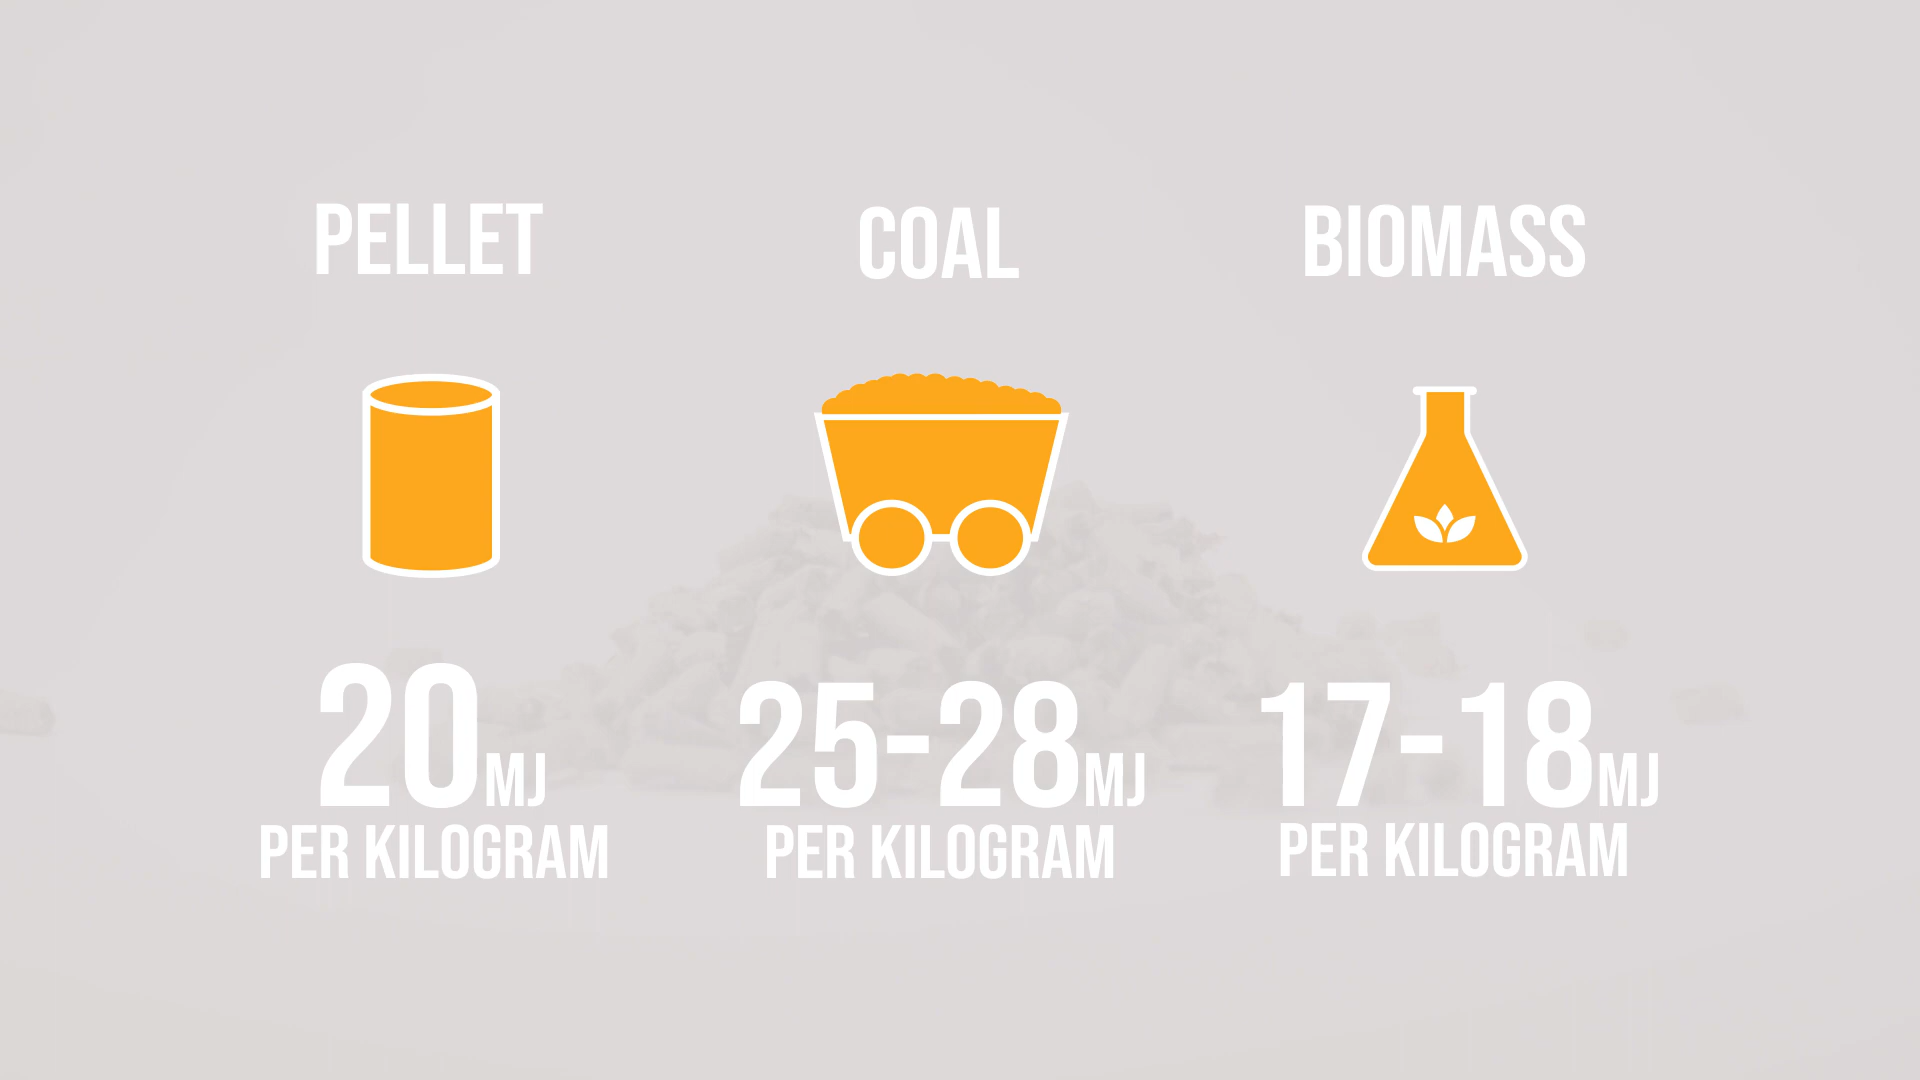 PELLET
COAL
BIOMASS
20MJ
PER KILOGRAM
25-28MJ
PER KILOGRAM
17-18MJ
PER KILOGRAM